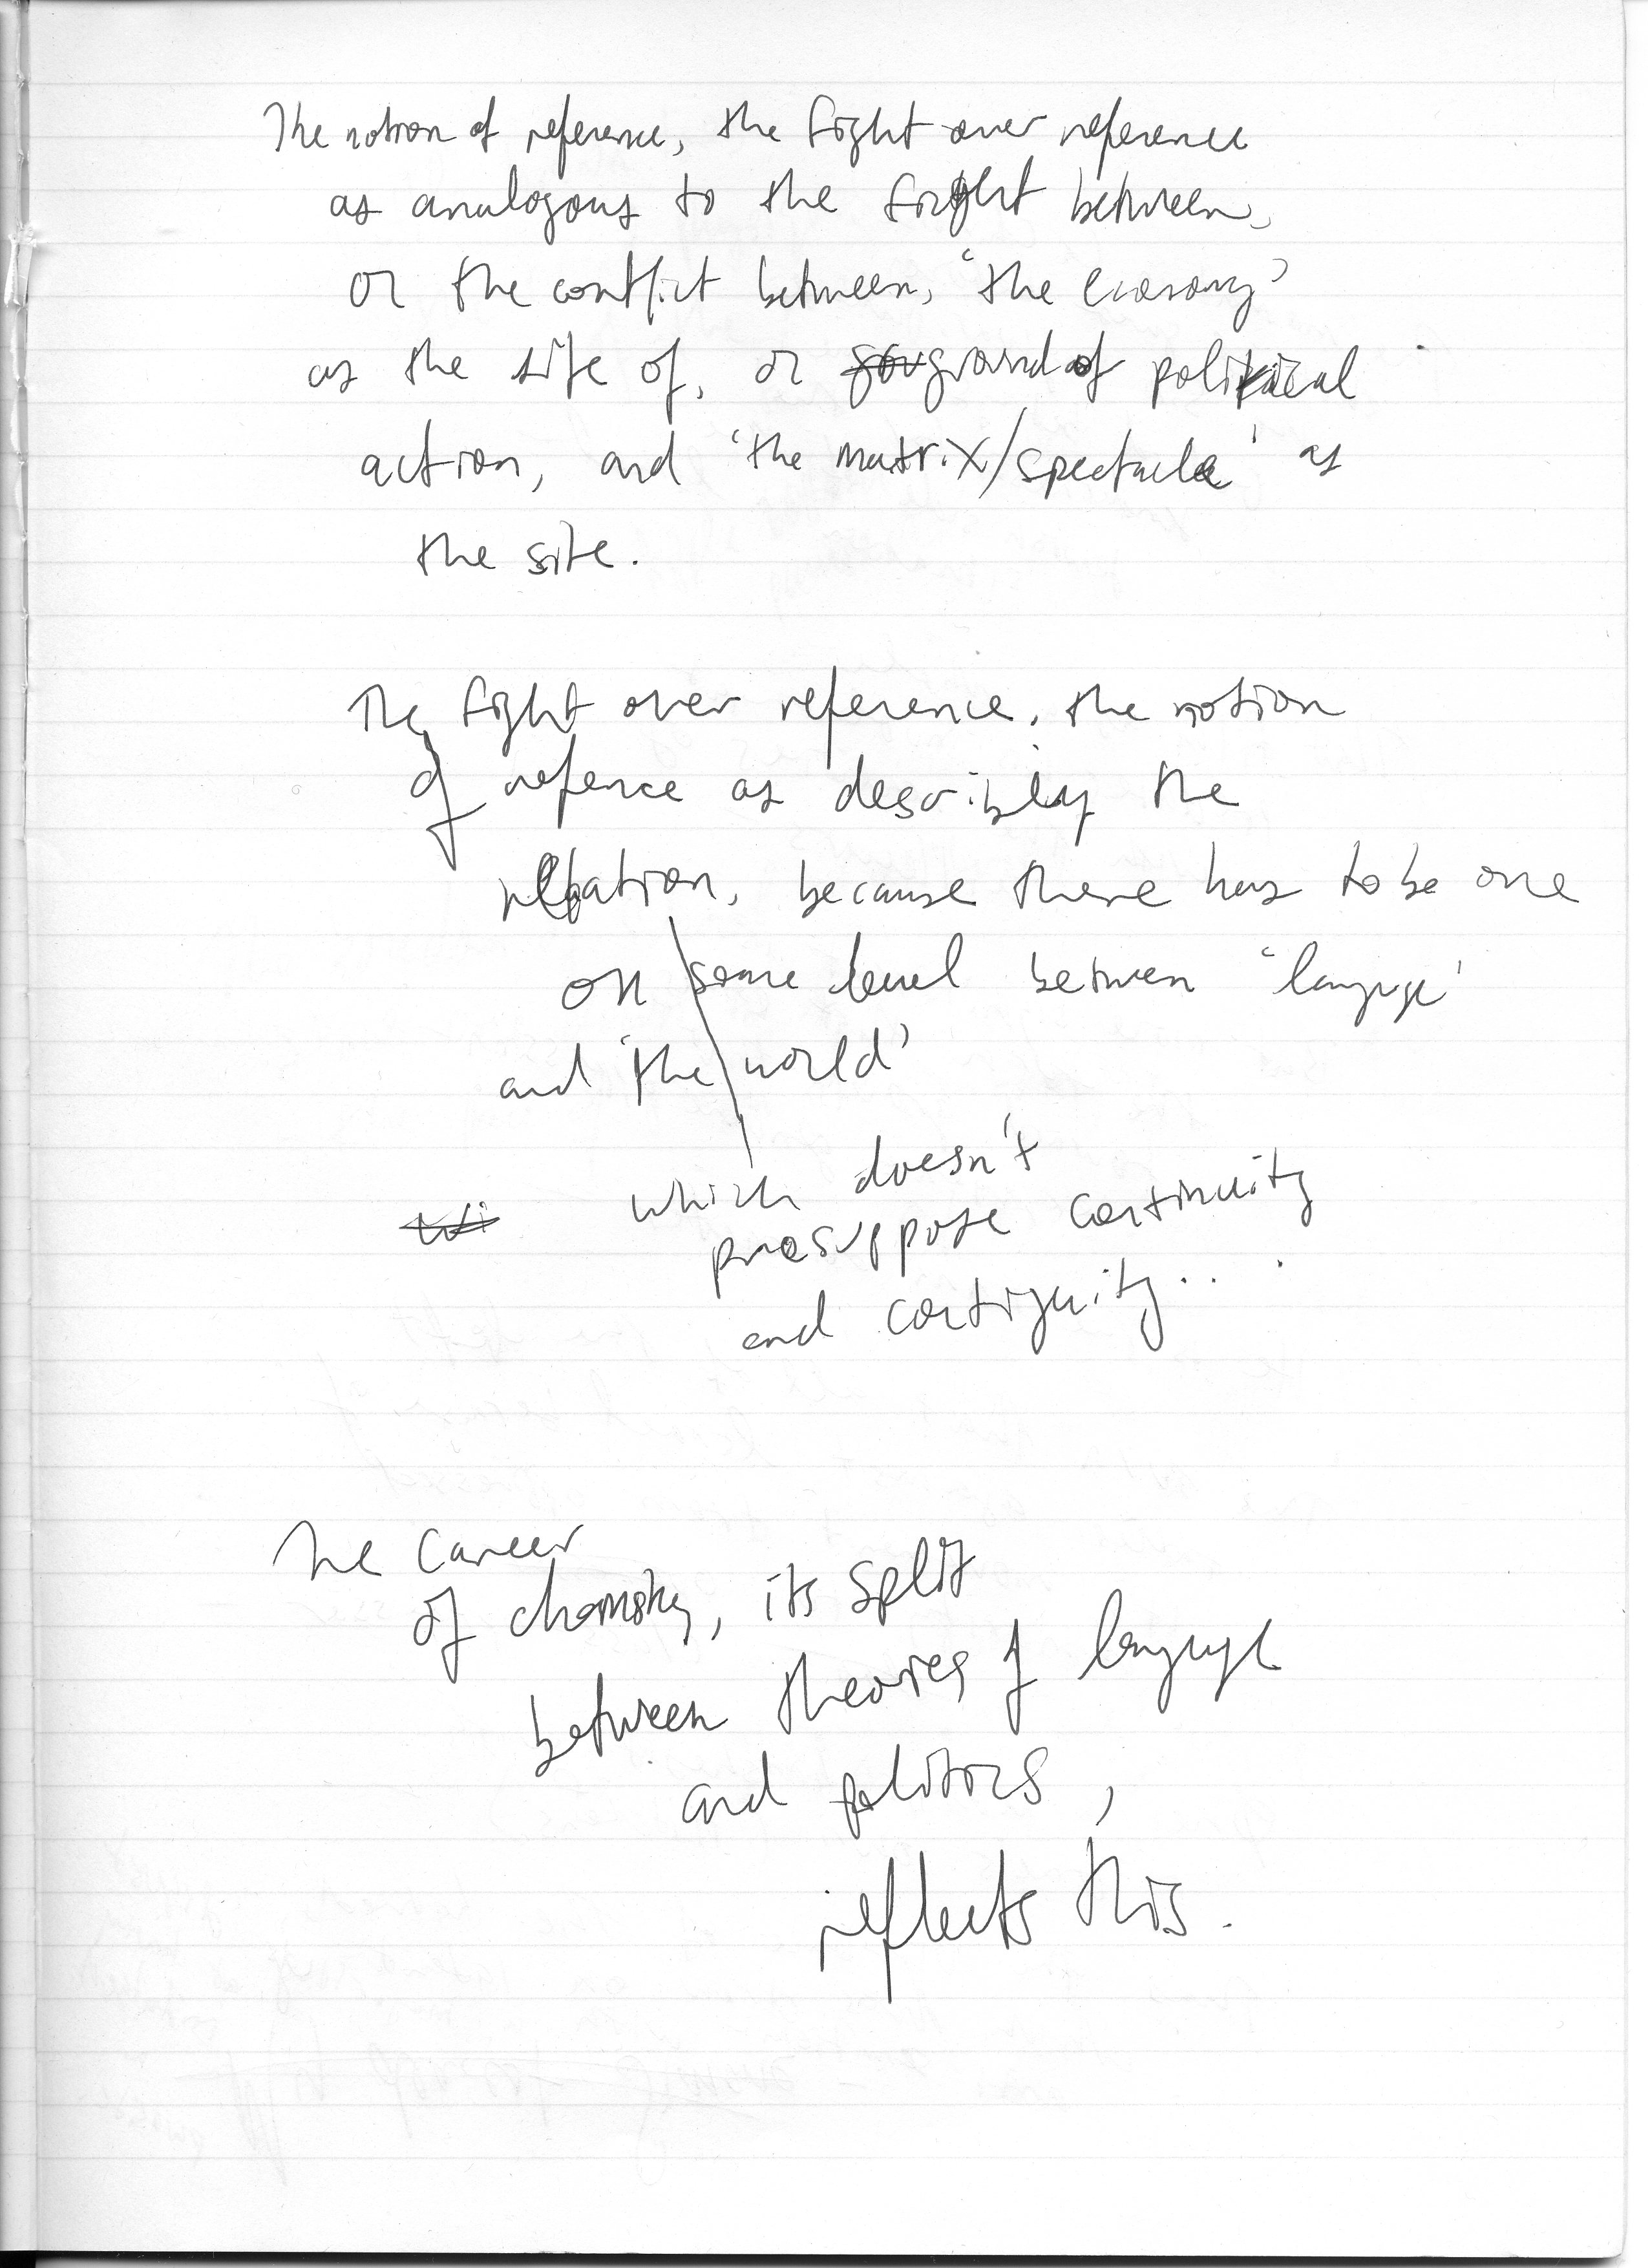 The notion of reference, the fight over reference
as analogous to the fight between,
or the conflict between, 'the economy'
as the site of, or ground of political
action, and 'the matrix/spectacle' as
the site.
The fight over reference, the notion
of refence as describing the
relation, because there has to be one
on some level between 'language'
and 'the world'
which doesn't
presuppose continuity
and contiguity...
The career
of chomsky, its split
between theories of language
and politics,
reflects this.